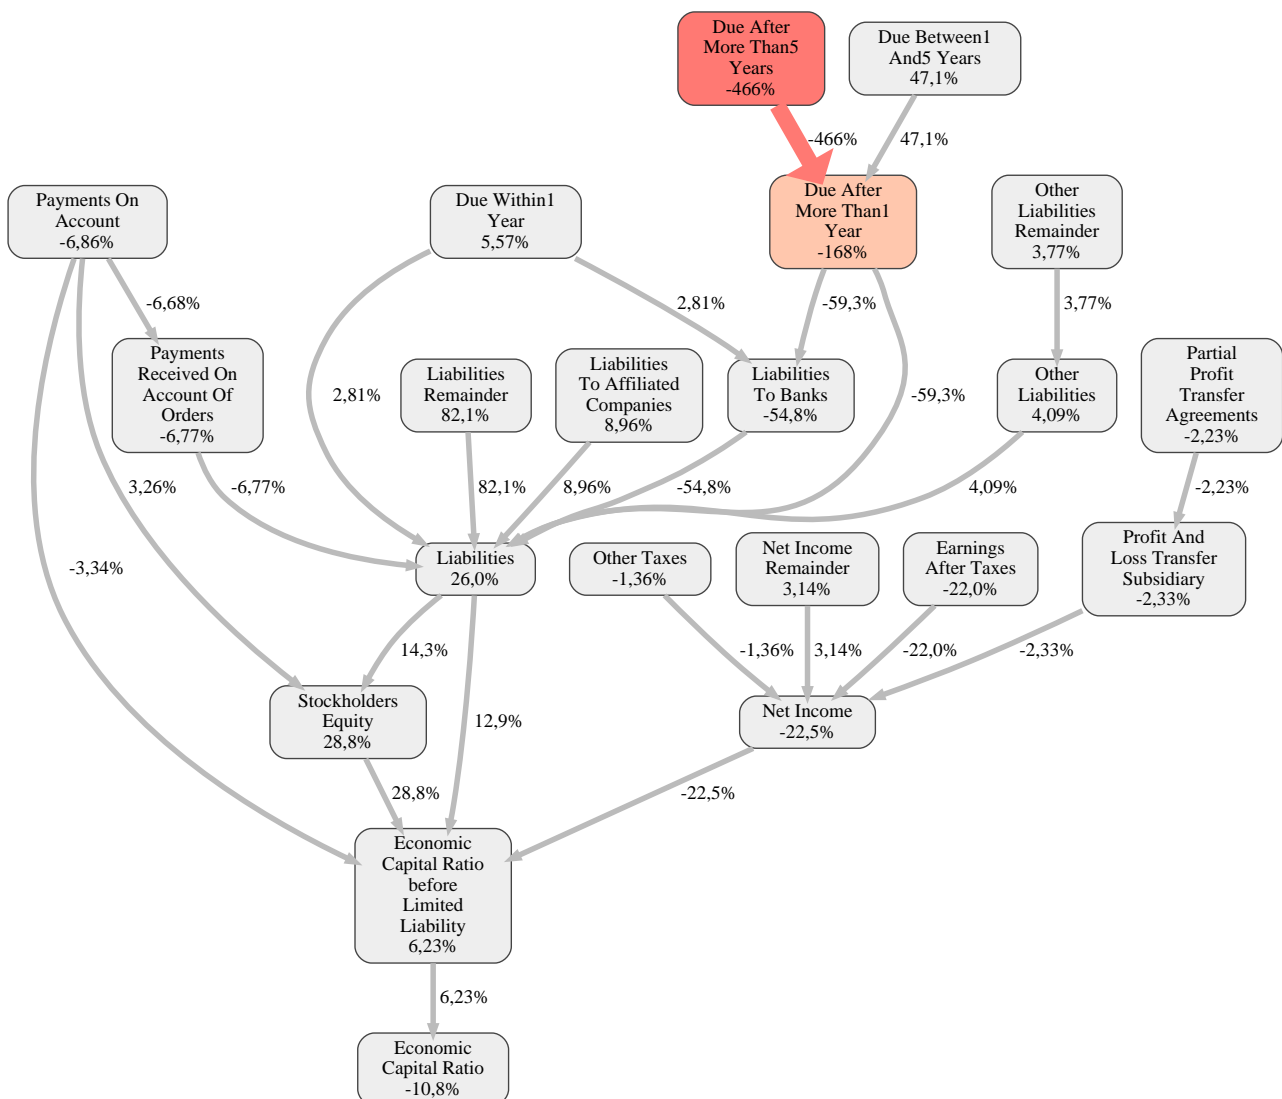 Due After
More Than5
Years
-466%
Due Between1
And5 Years
47,1%
-466%
47,1%
Payments On
Account
-6,86%
Due Within1
Year
5,57%
Due After
More Than1
Year
-168%
Other
Liabilities
Remainder
3,77%
-6,68%
2,81%
-59,3%
3,77%
Payments
Received On
Account Of
Orders
-6,77%
2,81%
Liabilities
Remainder
82,1%
Liabilities
To Affiliated
Companies
8,96%
Liabilities
To Banks
-54,8%
-59,3%
Other
Liabilities
4,09%
Partial
Profit
Transfer
Agreements
-2,23%
3,26%
-6,77%
82,1%
8,96%
-54,8%
4,09%
-2,23%
-3,34%
Liabilities
26,0%
Other Taxes
-1,36%
Net Income
Remainder
3,14%
Earnings
After Taxes
-22,0%
Profit And
Loss Transfer
Subsidiary
-2,33%
14,3%
-1,36%
3,14%
-22,0%
-2,33%
Stockholders
Equity
28,8%
12,9%
Net Income
-22,5%
28,8%
-22,5%
Economic
Capital Ratio
before
Limited
Liability
6,23%
6,23%
Economic
Capital Ratio
-10,8%